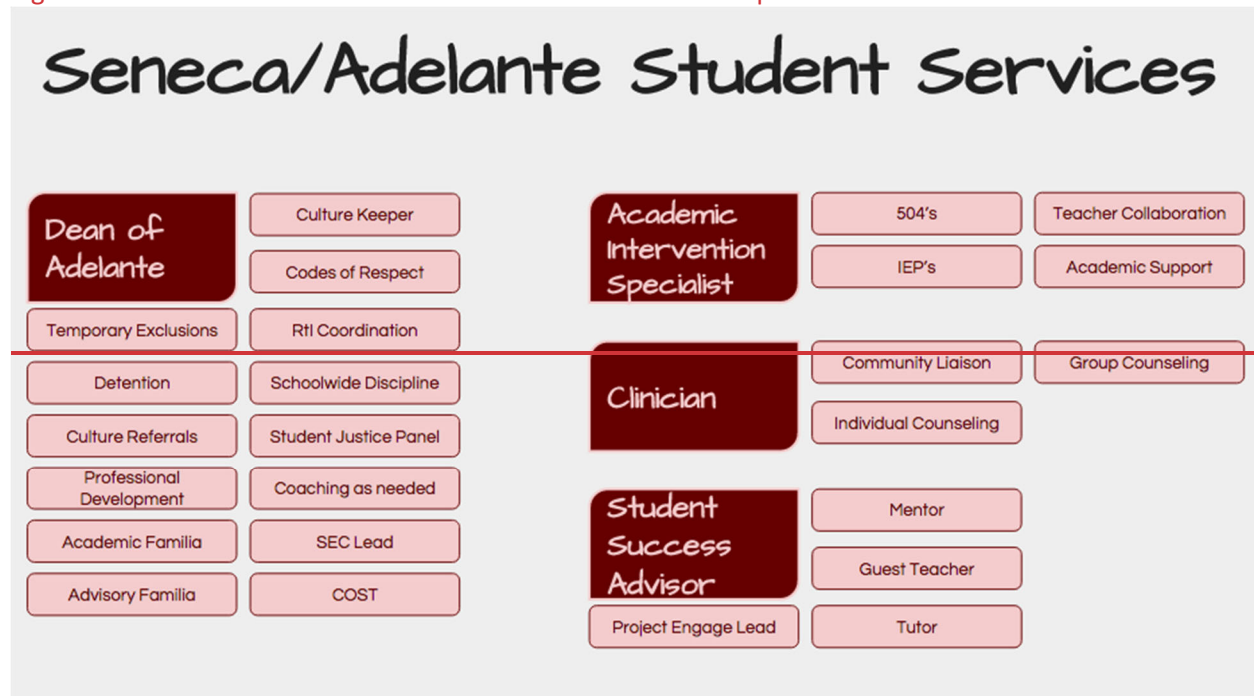 Seneca/Adelante Student Services
Dean of
Adelante
Culture Keeper
Codes of Respect
Temporary Exclusions
RtI Coordination
Detention
Schoolwide Discipline
Culture Referrals
Student Justice Panel
Professional
Development
Coaching as needed
Academic Familia
SEC Lead
Advisory Familia
COST
Academic
Intervention
Specialist
504's
Teacher Collaboration
IEP's
Academic Support
Clinician
Community Liaison
Group Counseling
Individual Counseling
Student
Success
Advisor
Mentor
Guest Teacher
Project Engage Lead
Tutor